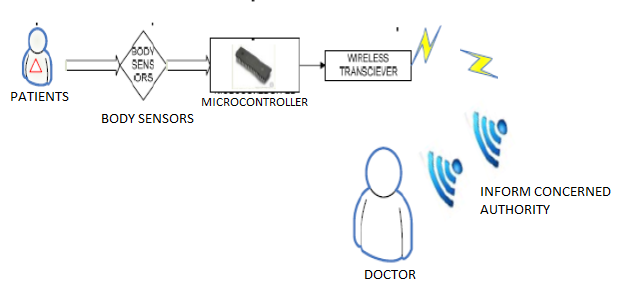 PATIENTS
BODY
SENS
ORS
BODY SENSORS
MICROCONTROLLER
WIRELESS
TRANSCIEVER
INFORM CONCERNED
AUTHORITY
DOCTOR